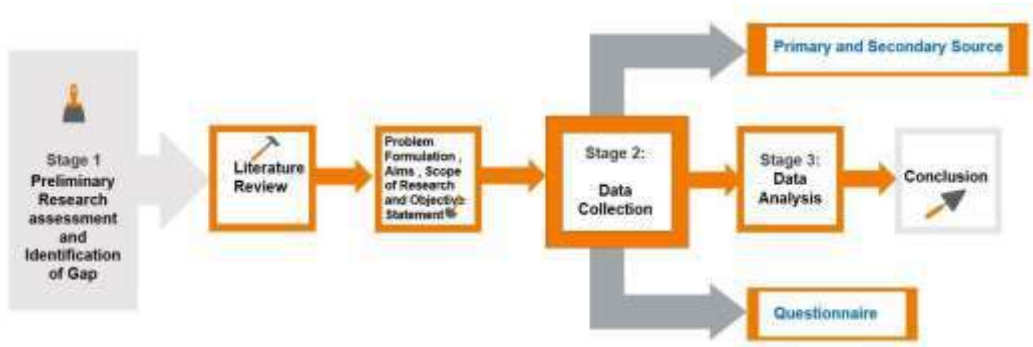 Stage 1
Preliminary
Research
assessment
and
Identification
of Gap
Literature
Review
Problem
Formulation ,
Aims , Scope
of Research
and Objective
Statement
Stage 2:
Data
Collection
Primary and Secondary Source
Questionnaire
Stage 3:
Data
Analysis
Conclusion